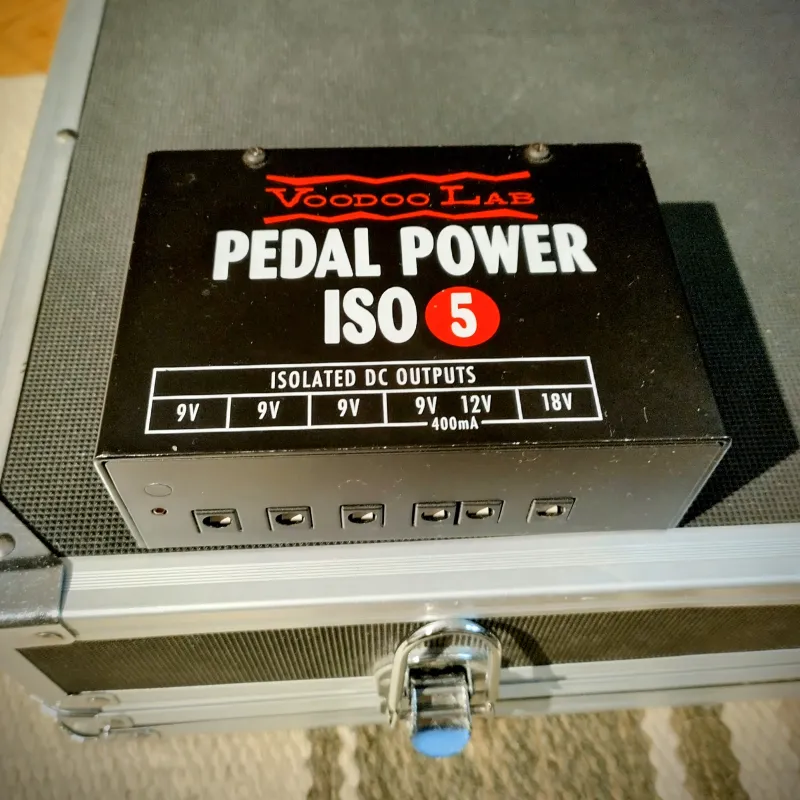 VOODOO LAB
PEDAL POWER
ISO 5
ISOLATED DC OUTPUTS
9V 9V 9V 9V 12V 18V
400mA